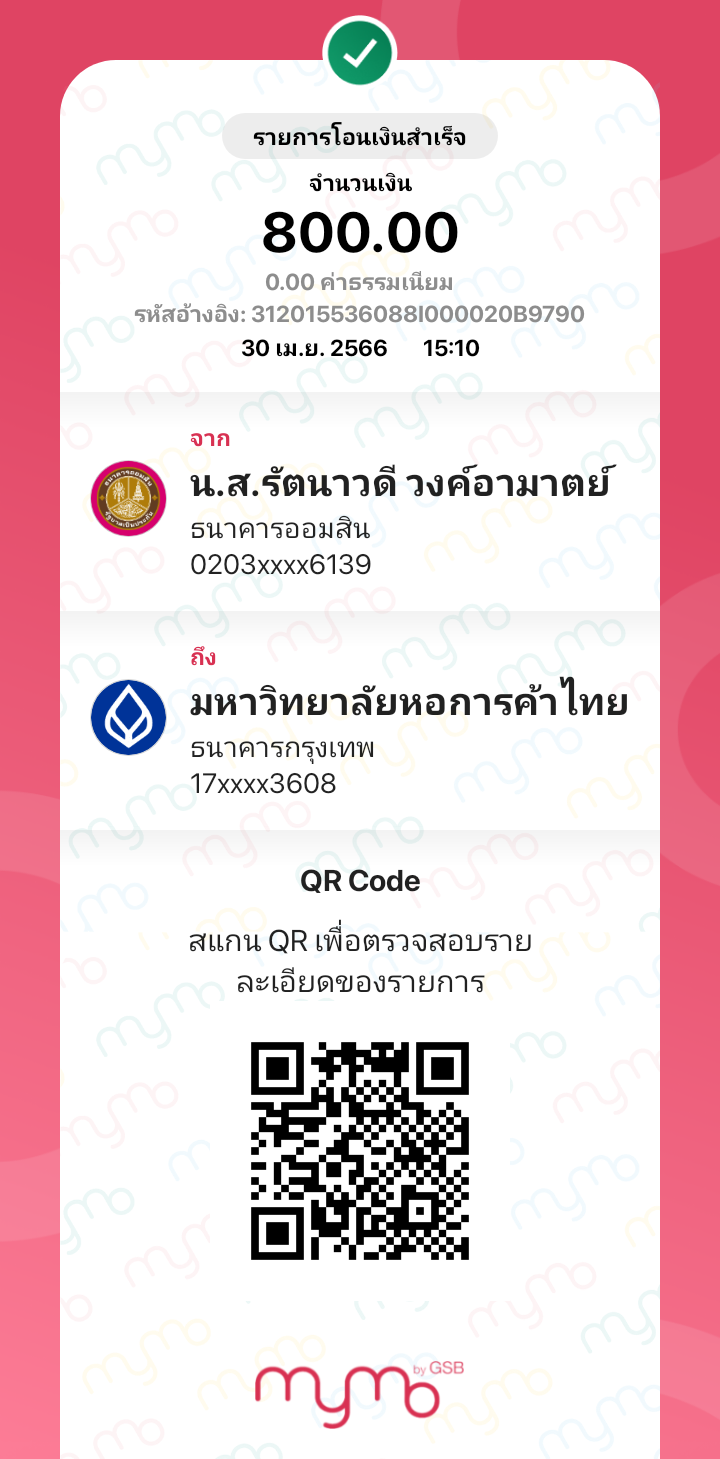 รายการโอนเงินสำเร็จ
จำนวนเงิน
800.00
0.00 ค่าธรรมเนียม
รหัสอ้างอิง: 312015536088I000020B9790
30 เม.ย. 2566 15:10
จาก
น.ส.รัตนาวดี วงค์อามาตย์
ธนาคารออมสิน
0203xxxx6139
ถึง
มหาวิทยาลัยหอการค้าไทย
ธนาคารกรุงเทพ
17xxxx3608
QR Code
สแกน QR เพื่อตรวจสอบราย
ละเอียดของรายการ
mymo by GSB